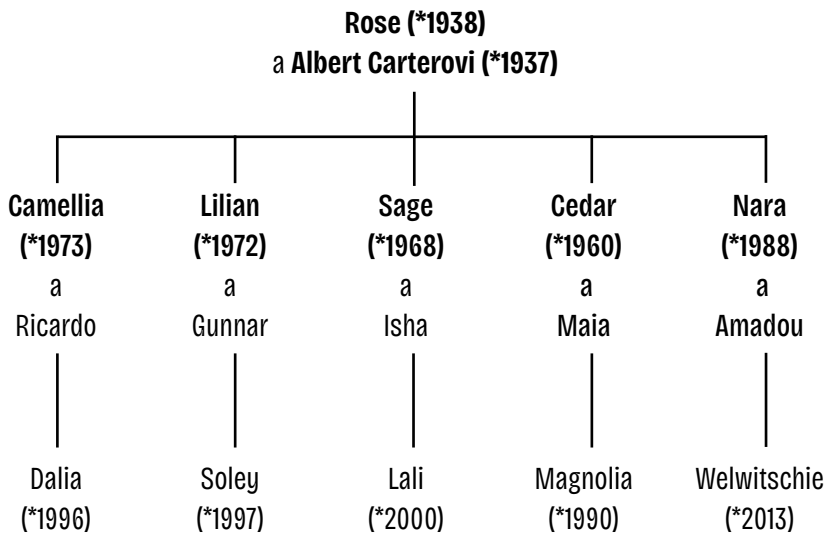 Rose (*1938)
a Albert Carterovi (*1937)
Camellia
(*1973)
a
Ricardo
Lilian
(*1972)
a
Gunnar
Sage
(*1968)
a
Isha
Cedar
(*1960)
a
Maia
Nara
(*1988)
a
Amadou
Dalia
(*1996)
Soley
(*1997)
Lali
(*2000)
Magnolia
(*1990)
Welwitschie
(*2013)